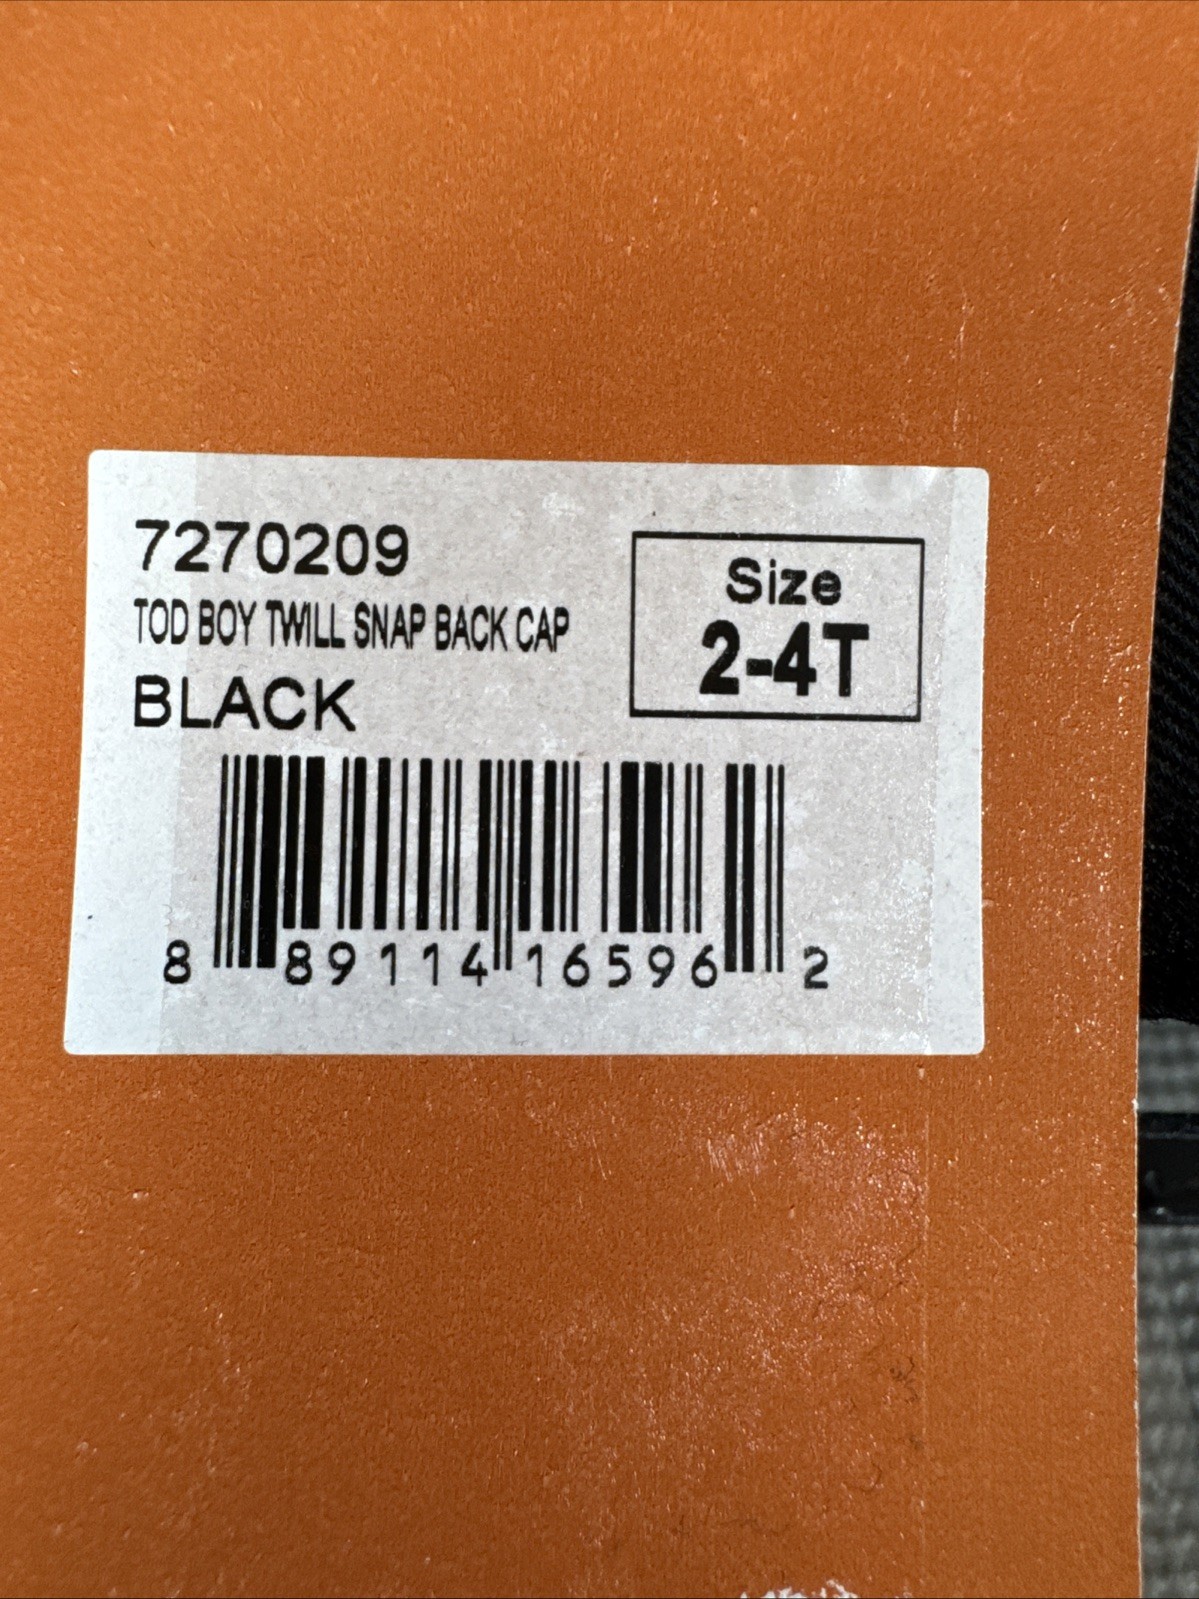 7270209
TOD BOY TWILL SNAP BACK CAP
BLACK
Size
2-4T
8 89114 16596 2